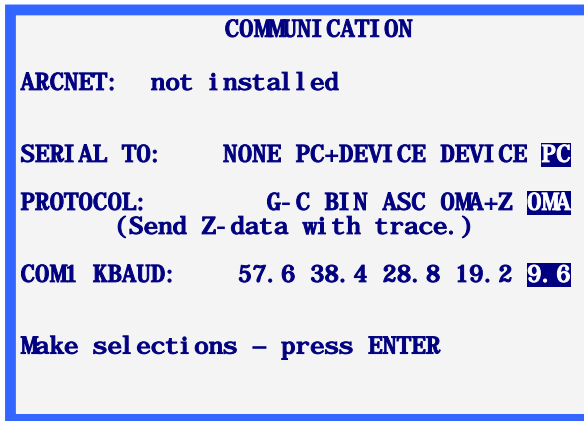 COMMUNICATION
ARCNET: not installed
SERIAL TO: NONE PC+DEVICE DEVICE PC
PROTOCOL: G-C BIN ASC OMA+Z OMA
(Send Z-data with trace.)
COM1 KBAUD: 57.6 38.4 28.8 19.2 9.6
Make selections – press ENTER